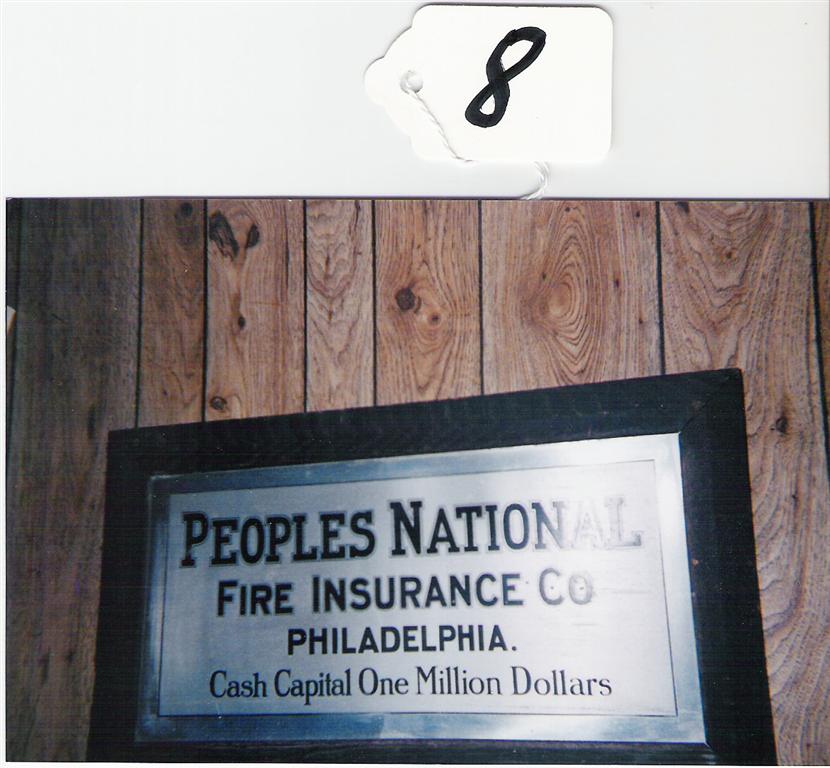 8
PEOPLES NATIONAL
FIRE INSURANCE CO
PHILADELPHIA.
Cash Capital One Million Dollars